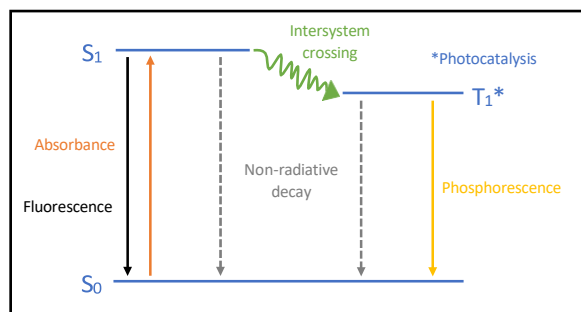 Intersystem
crossing
S₁
*Photocatalysis
T₁*
Absorbance
Non-radiative
decay
Phosphorescence
Fluorescence
S₀